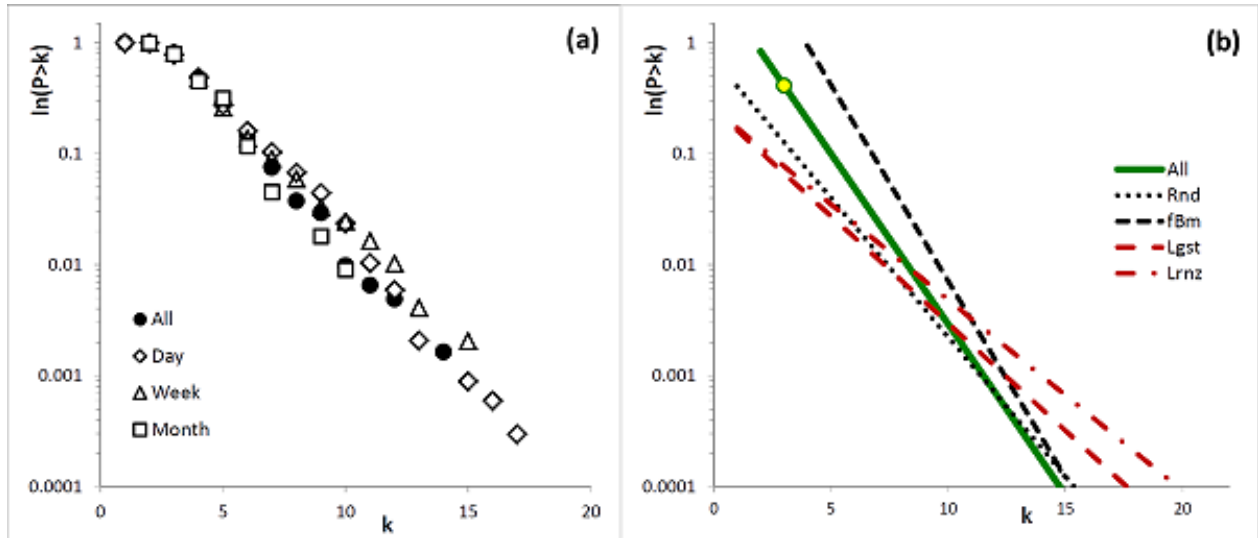 (a)
ln(P>k)
1
0.1
0.01
0.001
0.0001
All
Day
Week
Month
0 5 10 15 20
k
(b)
ln(P>k)
1
0.1
0.01
0.001
0.0001
All
Rnd
fBm
Lgst
Lrnz
0 5 10 15 20
k